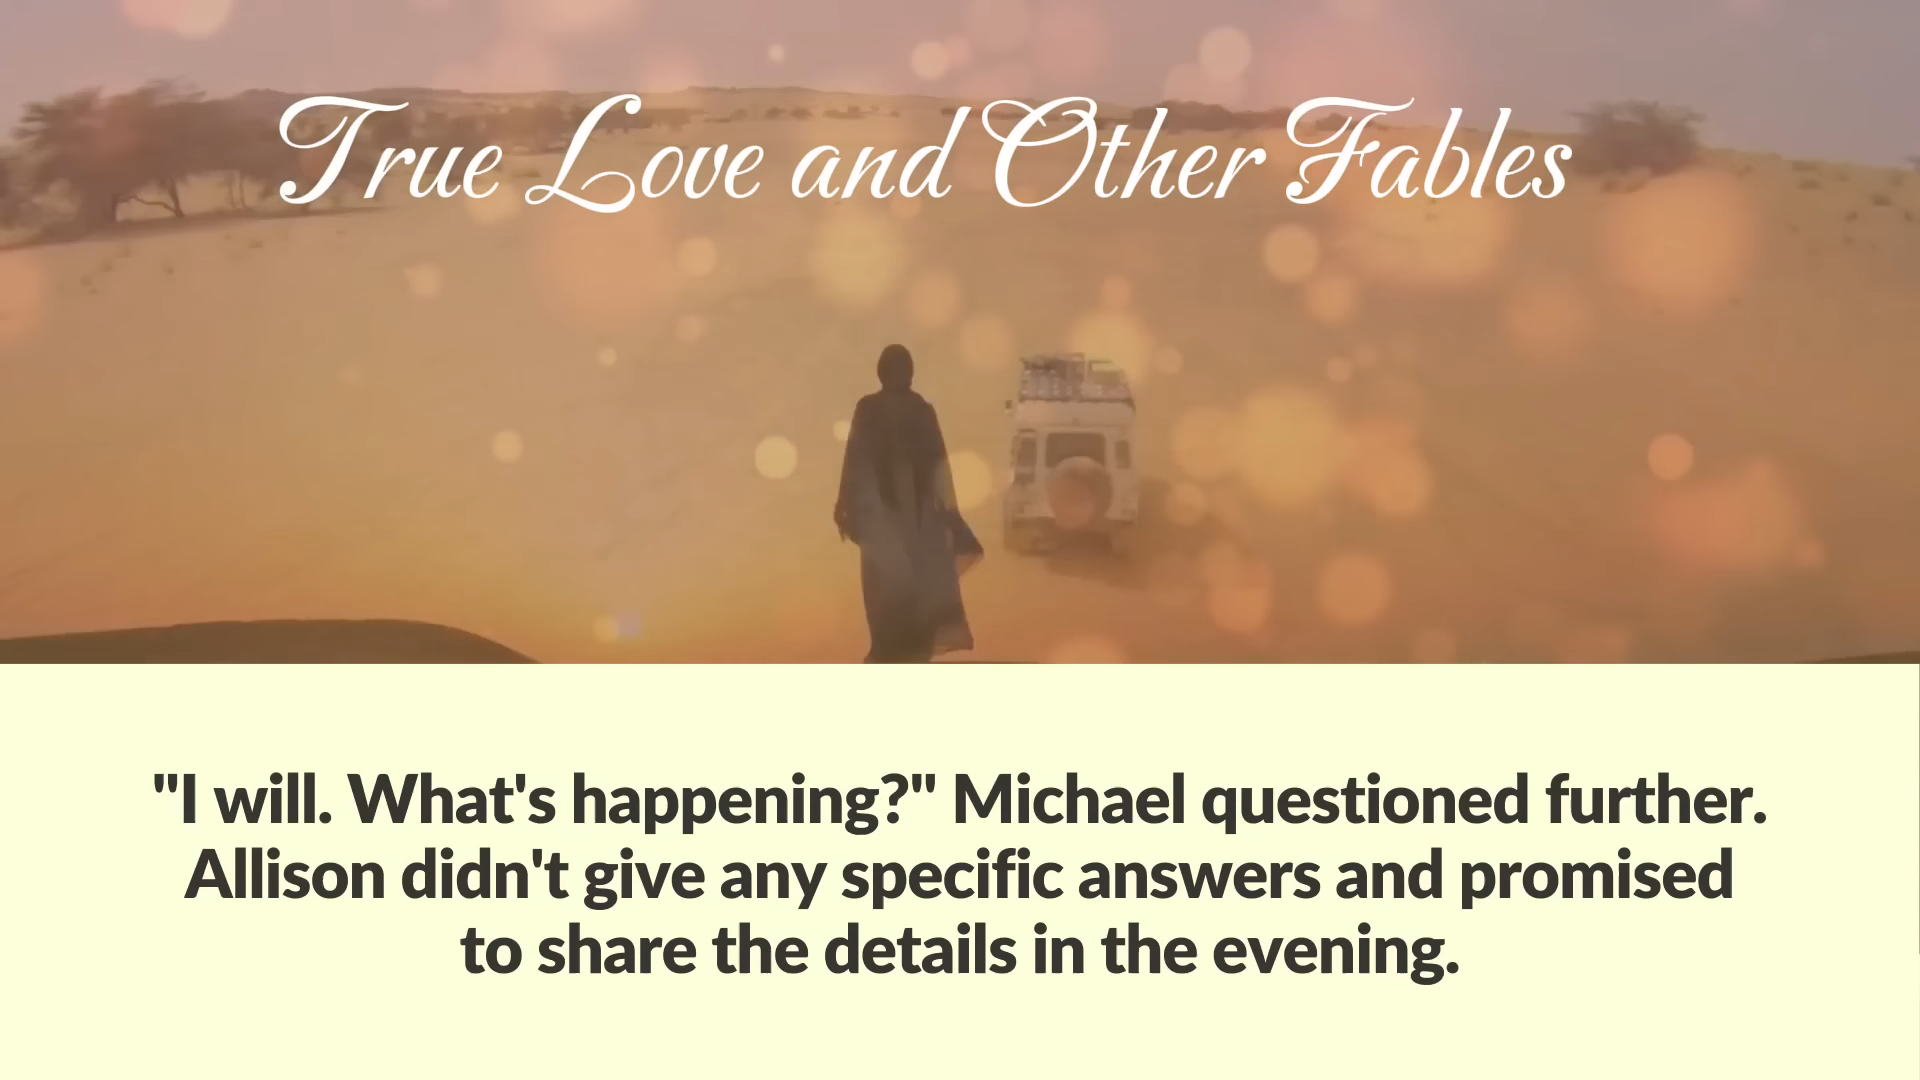 True Love and Other Fables
"I will. What's happening?" Michael questioned further.
Allison didn't give any specific answers and promised
to share the details in the evening.